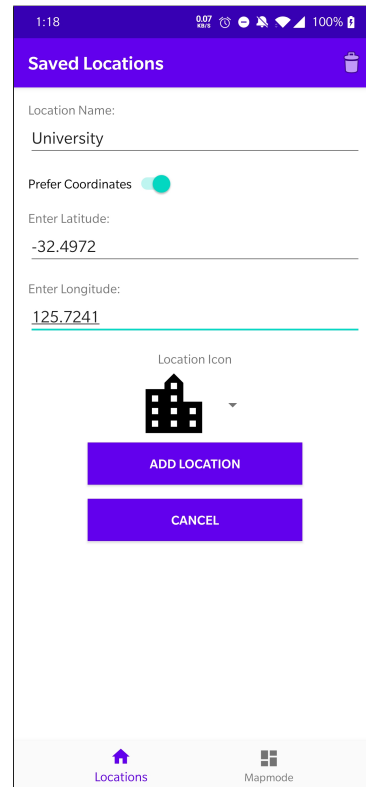 1:18 0.07 KB/S 100%
Saved Locations
Location Name:
University
Prefer Coordinates
Enter Latitude:
-32.4972
Enter Longitude:
125.7241
Location Icon
ADD LOCATION
CANCEL
Locations Mapmode